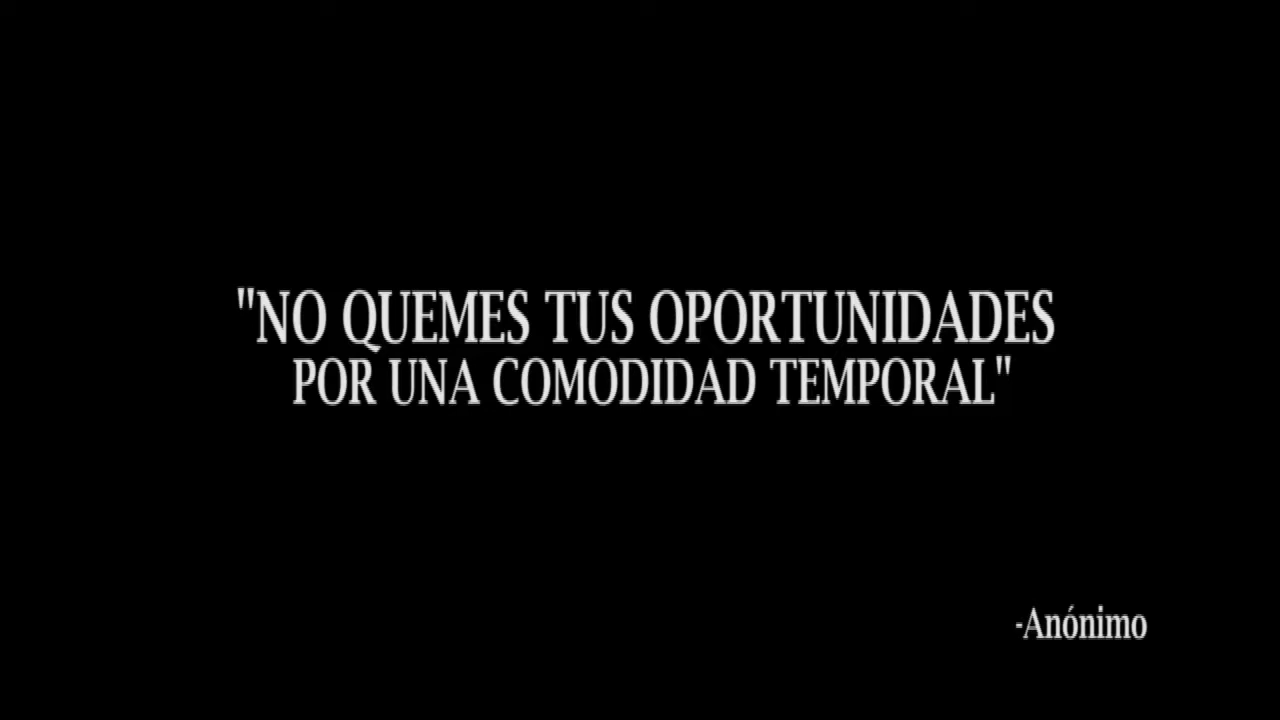 "NO QUEMES TUS OPORTUNIDADES
POR UNA COMODIDAD TEMPORAL"
-Anónimo